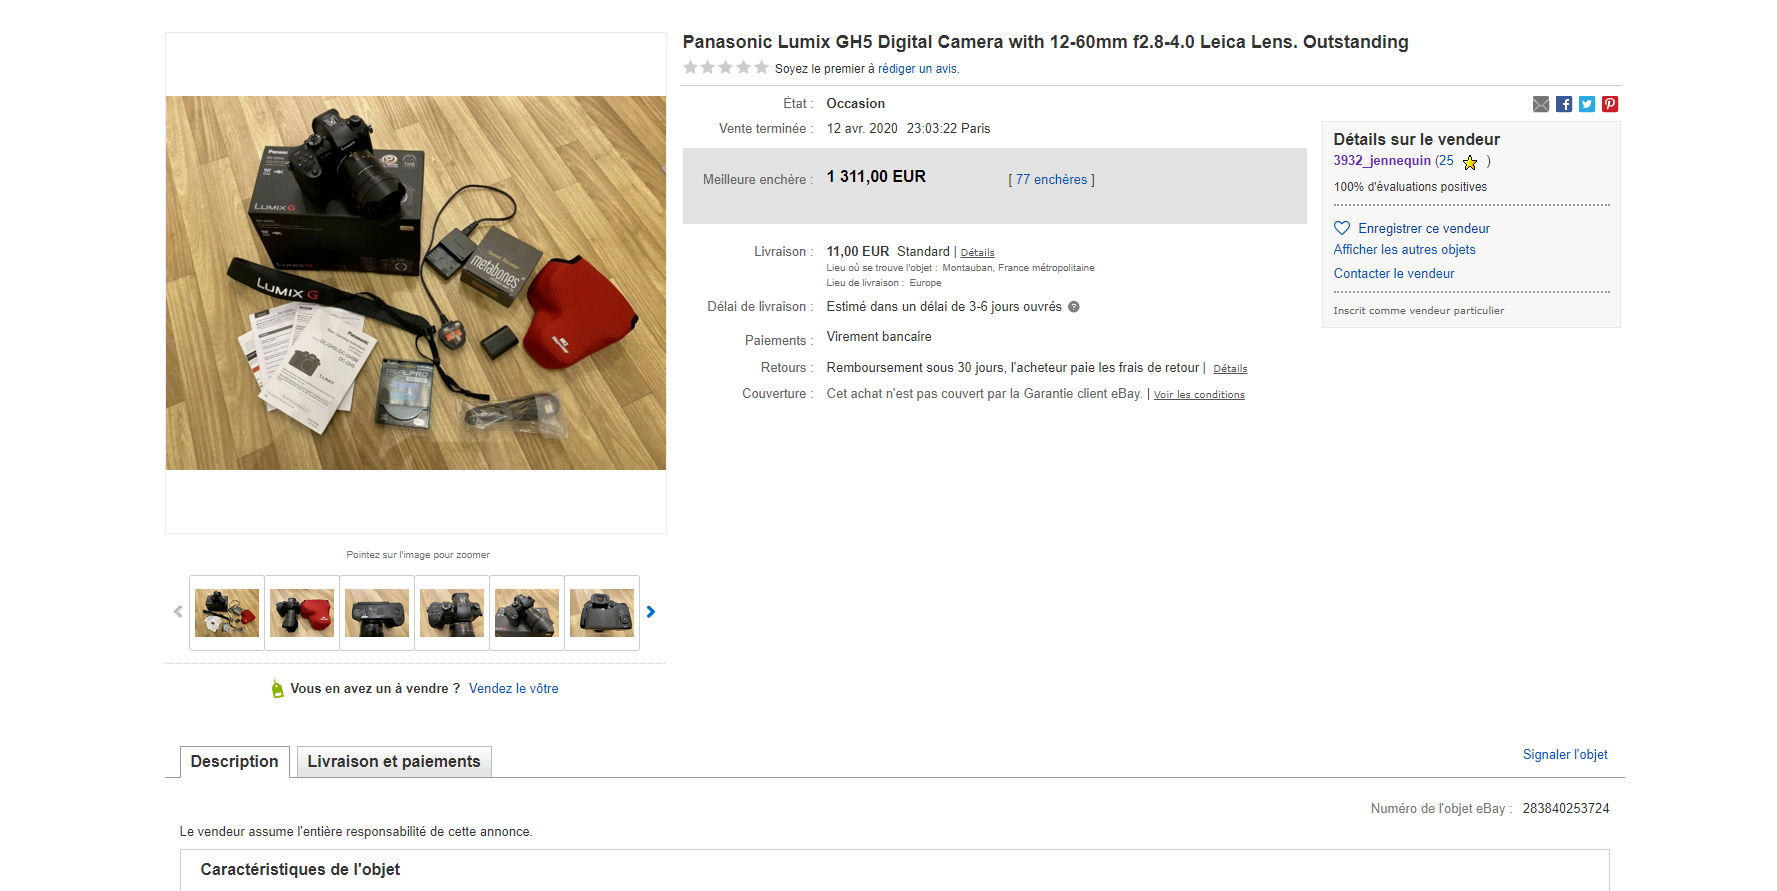 Panasonic Lumix GH5 Digital Camera with 12-60mm f2.8-4.0 Leica Lens. Outstanding
Soyez le premier à rédiger un avis.
État : Occasion
Vente terminée : 12 avr. 2020 23:03:22 Paris
Meilleure enchère : 1 311,00 EUR [ 77 enchères ]
Livraison : 11,00 EUR Standard | Détails
Lieu où se trouve l'objet : Montauban, France métropolitaine
Lieu de livraison : Europe
Délai de livraison : Estimé dans un délai de 3-6 jours ouvrés ?
Paiements : Virement bancaire
Retours : Remboursement sous 30 jours, l'acheteur paie les frais de retour | Détails
Couverture : Cet achat n'est pas couvert par la Garantie client eBay. | Voir les conditions
Détails sur le vendeur
3932_jennequin (25 )
100% d'évaluations positives
Enregistrer ce vendeur
Afficher les autres objets
Contacter le vendeur
Inscrit comme vendeur particulier
LUMIX
LUMIX G
metabones
LUMIX G
Panasonic
LUMIX
Pointez sur l'image pour zoomer
Vous en avez un à vendre ? Vendez le vôtre
Description
Livraison et paiements
Signaler l'objet
Numéro de l'objet eBay : 283840253724
Le vendeur assume l'entière responsabilité de cette annonce.
Caractéristiques de l'objet